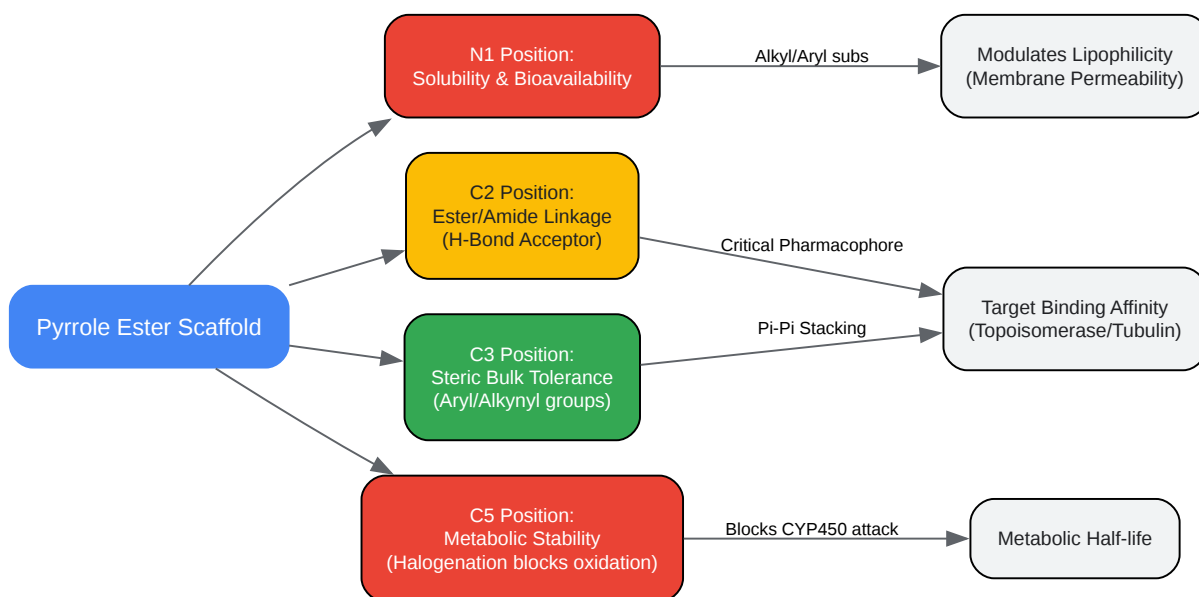 N1 Position:
Solubility & Bioavailability
Alkyl/Aryl subs
Modulates Lipophilicity
(Membrane Permeability)
C2 Position:
Ester/Amide Linkage
(H-Bond Acceptor)
Critical Pharmacophore
Pyrrole Ester Scaffold
Target Binding Affinity
(Topoisomerase/Tubulin)
Pi-Pi Stacking
C3 Position:
Steric Bulk Tolerance
(Aryl/Alkynyl groups)
C5 Position:
Metabolic Stability
(Halogenation blocks oxidation)
Blocks CYP450 attack
Metabolic Half-life